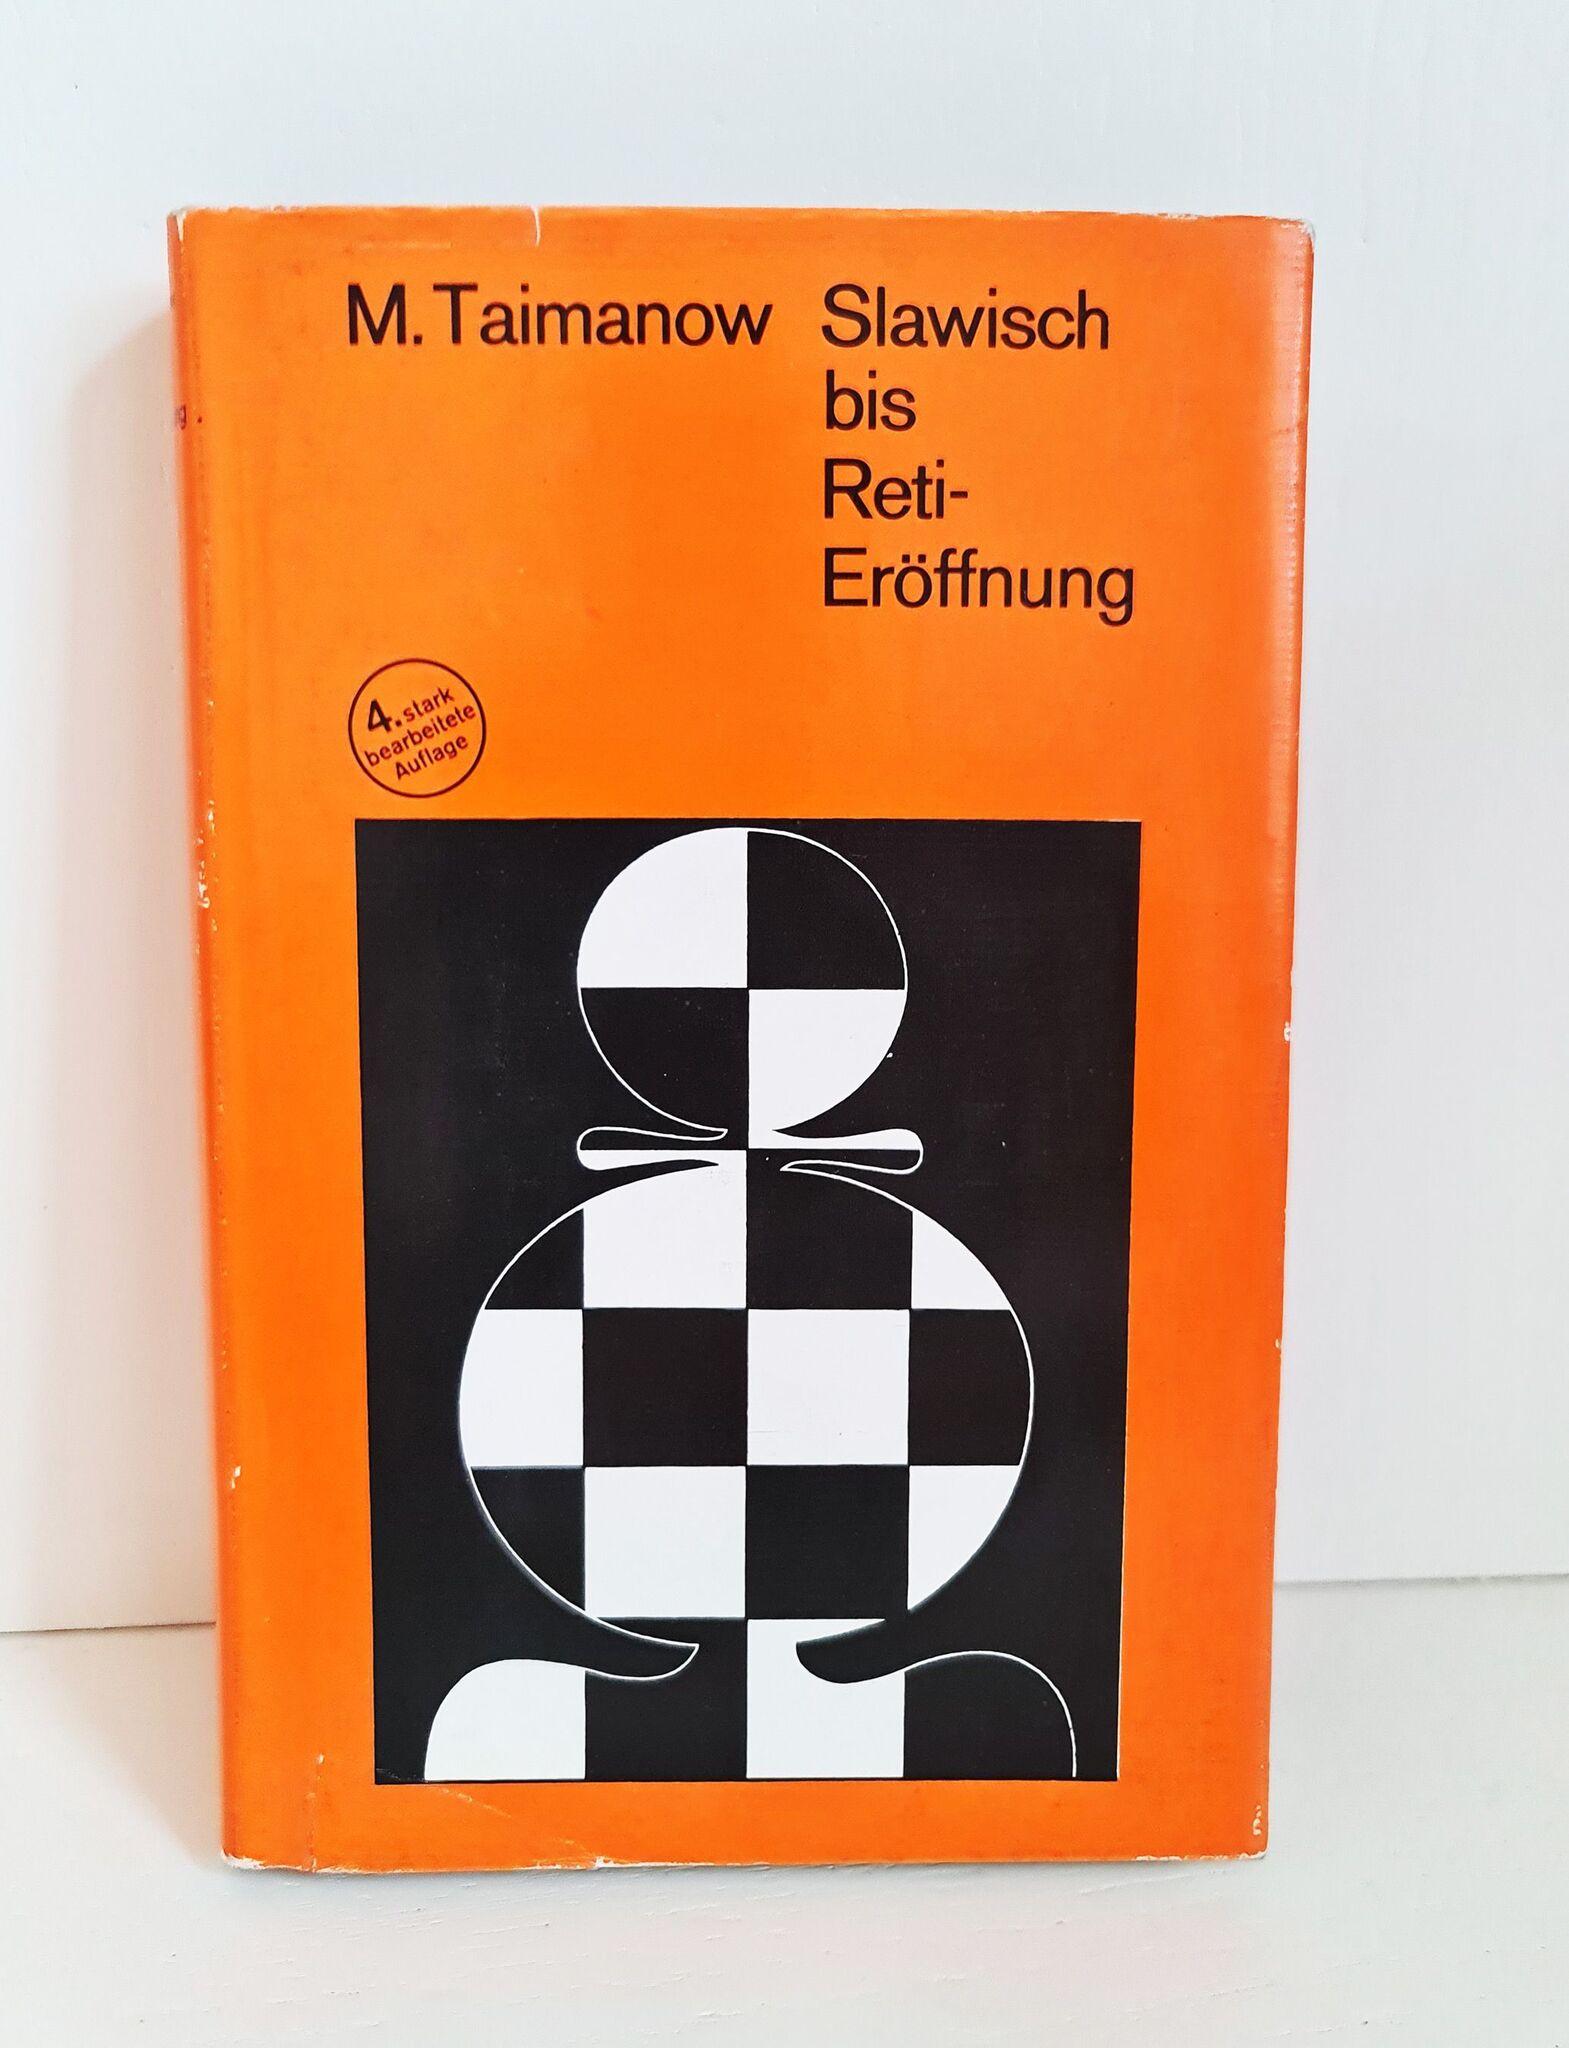 M. Taimanow
Slawisch
bis
Reti-
Eröffnung
4. stark
bearbeitete
Auflage